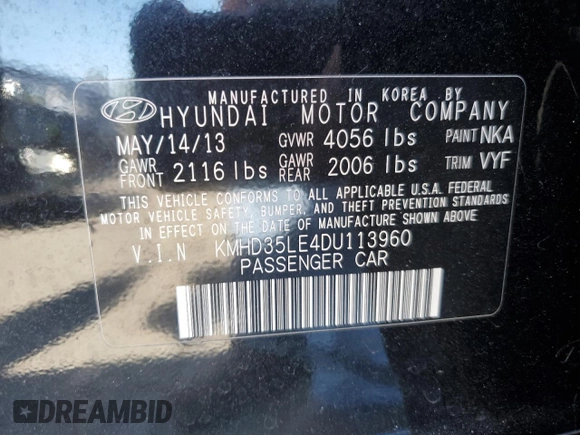 MANUFACTURED IN KOREA BY
HYUNDAI MOTOR COMPANY
MAY/14/13 GVWR 4056 lbs PAINT NKA
GAWR FRONT 2116 lbs GAWR REAR 2006 lbs TRIM VYF
THIS VEHICLE CONFORMS TO ALL APPLICABLE U.S.A. FEDERAL
MOTOR VEHICLE SAFETY, BUMPER, AND THEFT PREVENTION STANDARDS
IN EFFECT ON THE DATE OF MANUFACTURE SHOWN ABOVE
V.I.N KMHD35LE4DU113960
PASSENGER CAR
DREAMBID